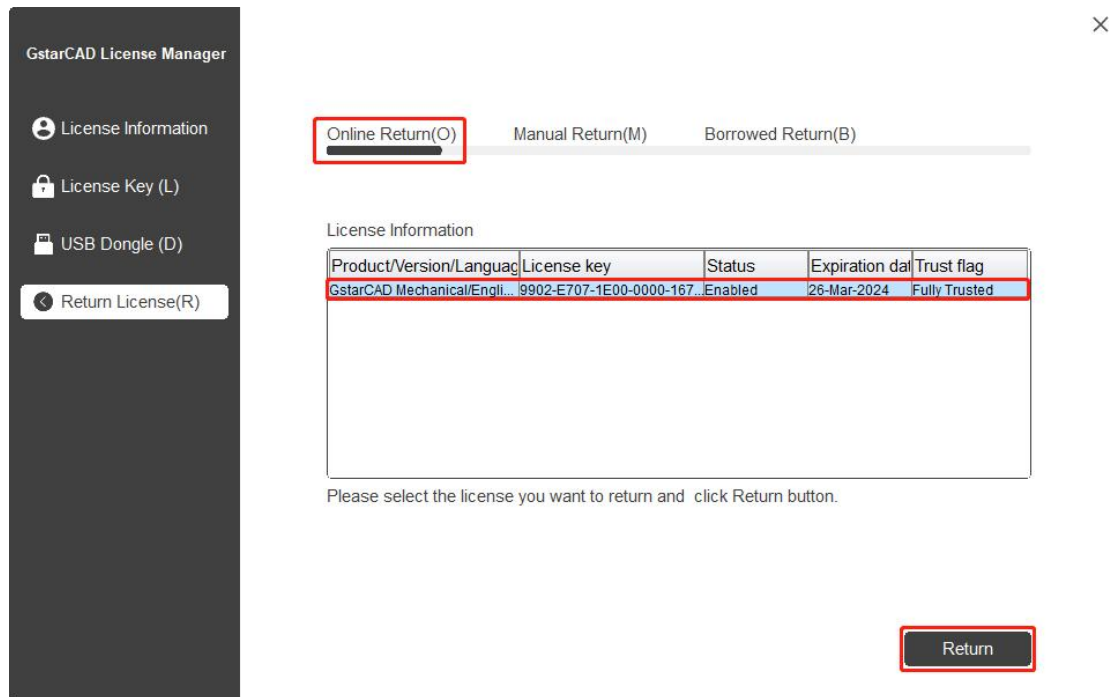 GstarCAD License Manager
License Information
License Key (L)
USB Dongle (D)
Return License(R)
Online Return(O) Manual Return(M) Borrowed Return(B)
License Information
Product/Version/Languag License key Status Expiration dat Trust flag
GstarCAD Mechanical/Engli... 9902-E707-1E00-0000-167... Enabled 26-Mar-2024 Fully Trusted
Please select the license you want to return and click Return button.
Return